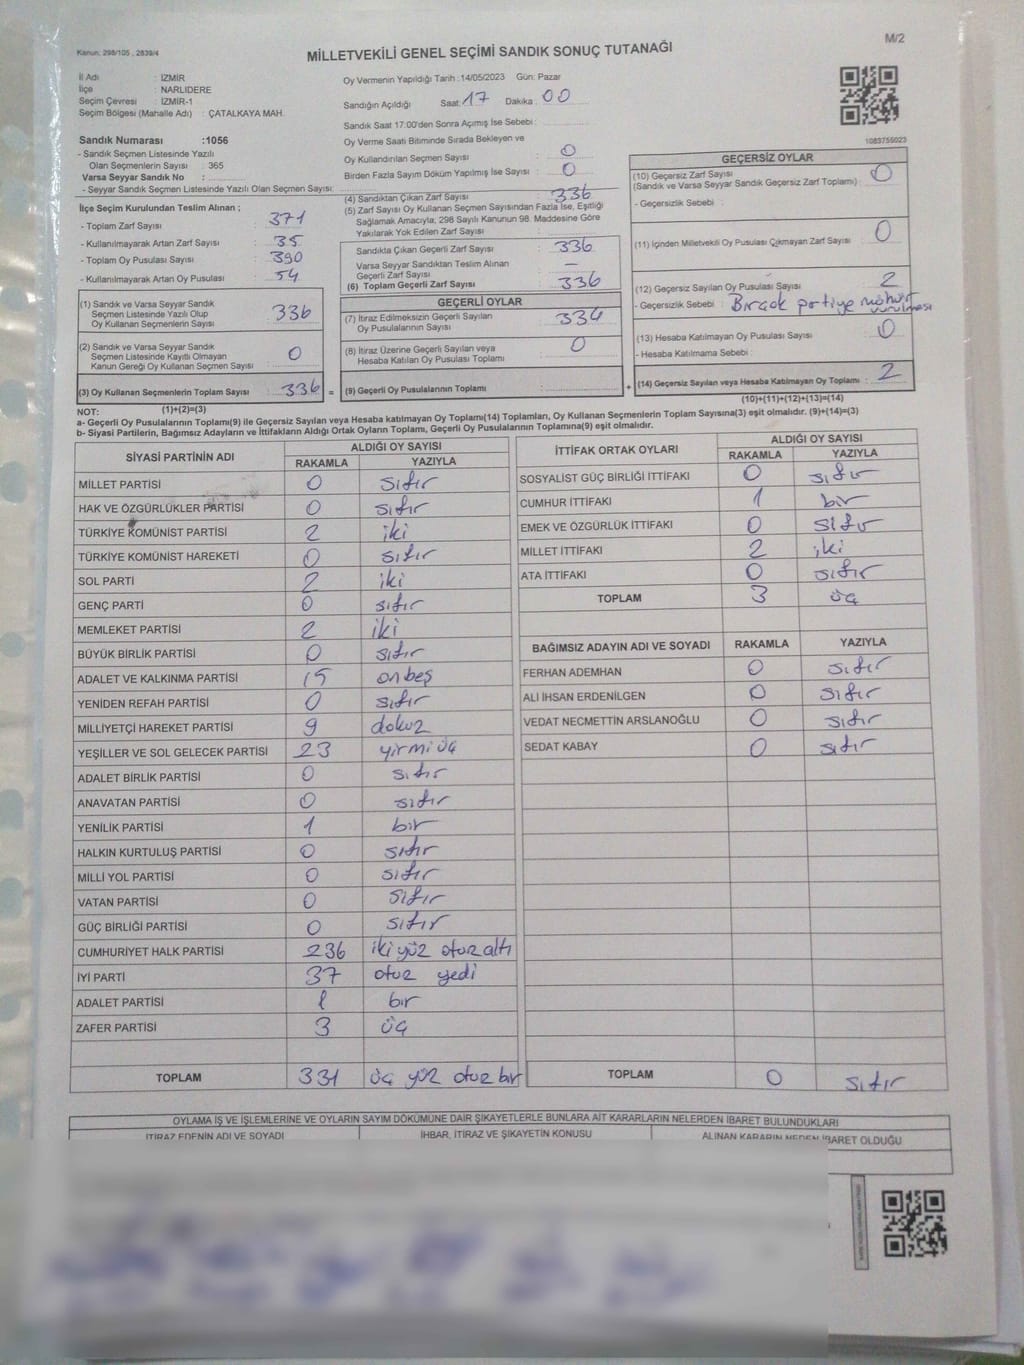 Kanun: 298/105 , 2839/4
M/2
MİLLETVEKİLİ GENEL SEÇİMİ SANDIK SONUÇ TUTANAĞI
İl Adı : İZMİR
İlçe : NARLIDERE
Seçim Çevresi : İZMİR-1
Seçim Bölgesi (Mahalle Adı) : ÇATALKAYA MAH.
Oy Vermenin Yapıldığı Tarih :14/05/2023 Gün: Pazar
Sandığın Açıldığı Saat: 17 Dakika : 00
Sandık Saat 17:00'den Sonra Açımış İse Sebebi :
Oy Verme Saati Bitiminde Sırada Bekleyen ve
Oy Kullandırılan Seçmen Sayısı : 0
Birden Fazla Sayım Döküm Yapılmış İse Sayısı : 0
Sandık Numarası :1056
- Sandık Seçmen Listesinde Yazılı
Olan Seçmenlerin Sayısı : 365
Varsa Seyyar Sandık No :
- Seyyar Sandık Seçmen Listesinde Yazılı Olan Seçmen Sayısı:
1083755023
İlçe Seçim Kurulundan Teslim Alınan ;
- Toplam Zarf Sayısı : 371
- Kullanılmayarak Artan Zarf Sayısı : 35
- Toplam Oy Pusulası Sayısı : 390
- Kullanılmayarak Artan Oy Pusulası : 54
(4) Sandıktan Çıkan Zarf Sayısı : 336
(5) Zarf Sayısı Oy Kullanan Seçmen Sayısından Fazla İse, Eşitliği
Sağlamak Amacıyla, 298 Sayılı Kanunun 98. Maddesine Göre
Yakılarak Yok Edilen Zarf Sayısı :
Sandıkta Çıkan Geçerli Zarf Sayısı : 336
Varsa Seyyar Sandıktan Teslim Alınan
Geçerli Zarf Sayısı : —
(6) Toplam Geçerli Zarf Sayısı : 336
GEÇERSİZ OYLAR
(10) Geçersiz Zarf Sayısı : 0
(Sandık ve Varsa Seyyar Sandık Geçersiz Zarf Toplamı)
- Geçersizlik Sebebi :
(11) İçinden Milletvekili Oy Pusulası Çıkmayan Zarf Sayısı : 0
(12) Geçersiz Sayılan Oy Pusulası Sayısı : 2
- Geçersizlik Sebebi : Birçok partiye mühür vurulması
(13) Hesaba Katılmayan Oy Pusulası Sayısı : 0
- Hesaba Katılmama Sebebi :
(14) Geçersiz Sayılan veya Hesaba Katılmayan Oy Toplamı : 2
(10)+(11)+(12)+(13)=(14)
(1) Sandık ve Varsa Seyyar Sandık
Seçmen Listesinde Yazılı Olup
Oy Kullanan Seçmenlerin Sayısı : 336
(2) Sandık ve Varsa Seyyar Sandık
Seçmen Listesinde Kayıtlı Olmayan
Kanun Gereği Oy Kullanan Seçmen Sayısı : 0
(3) Oy Kullanan Seçmenlerin Toplam Sayısı : 336 =
(1)+(2)=(3)
GEÇERLİ OYLAR
(7) İtiraz Edilmeksizin Geçerli Sayılan
Oy Pusulalarının Sayısı : 334
(8) İtiraz Üzerine Geçerli Sayılan veya
Hesaba Katılan Oy Pusulası Toplamı : 0
(9) Geçerli Oy Pusulalarının Toplamı : +
NOT:
a- Geçerli Oy Pusulalarının Toplamı(9) ile Geçersiz Sayılan veya Hesaba katılmayan Oy Toplamı(14) Toplamları, Oy Kullanan Seçmenlerin Toplam Sayısına(3) eşit olmalıdır. (9)+(14)=(3)
b- Siyasi Partilerin, Bağımsız Adayların ve İttifakların Aldığı Ortak Oyların Toplamı, Geçerli Oy Pusulalarının Toplamına(9) eşit olmalıdır.
SİYASİ PARTİNİN ADI ALDIĞI OY SAYISI
RAKAMLA YAZIYLA
MİLLET PARTİSİ 0 sıfır
HAK VE ÖZGÜRLÜKLER PARTİSİ 0 sıfır
TÜRKİYE KOMÜNİST PARTİSİ 2 iki
TÜRKİYE KOMÜNİST HAREKETİ 0 sıfır
SOL PARTİ 2 iki
GENÇ PARTİ 0 sıfır
MEMLEKET PARTİSİ 2 iki
BÜYÜK BİRLİK PARTİSİ 0 sıfır
ADALET VE KALKINMA PARTİSİ 15 onbeş
YENİDEN REFAH PARTİSİ 0 sıfır
MİLLİYETÇİ HAREKET PARTİSİ 9 dokuz
YEŞİLLER VE SOL GELECEK PARTİSİ 23 yirmi üç
ADALET BİRLİK PARTİSİ 0 sıfır
ANAVATAN PARTİSİ 0 sıfır
YENİLİK PARTİSİ 1 bir
HALKIN KURTULUŞ PARTİSİ 0 sıfır
MİLLİ YOL PARTİSİ 0 sıfır
VATAN PARTİSİ 0 sıfır
GÜÇ BİRLİĞİ PARTİSİ 0 sıfır
CUMHURİYET HALK PARTİSİ 236 iki yüz otuz altı
İYİ PARTİ 37 otuz yedi
ADALET PARTİSİ 1 bir
ZAFER PARTİSİ 3 üç
TOPLAM 331 üç yüz otuz bir
İTTİFAK ORTAK OYLARI ALDIĞI OY SAYISI
RAKAMLA YAZIYLA
SOSYALİST GÜÇ BİRLİĞİ İTTİFAKI 0 sıfır
CUMHUR İTTİFAKI 1 bir
EMEK VE ÖZGÜRLÜK İTTİFAKI 0 sıfır
MİLLET İTTİFAKI 2 iki
ATA İTTİFAKI 0 sıfır
TOPLAM 3 üç
BAĞIMSIZ ADAYIN ADI VE SOYADI RAKAMLA YAZIYLA
FERHAN ADEMHAN 0 sıfır
ALİ İHSAN ERDENİLGEN 0 sıfır
VEDAT NECMETTİN ARSLANOĞLU 0 sıfır
SEDAT KABAY 0 sıfır
TOPLAM 0 sıfır
OYLAMA İŞ VE İŞLEMLERİNE VE OYLARIN SAYIM DÖKÜMÜNE DAİR ŞİKAYETLERLE BUNLARA AİT KARARLARIN NELERDEN İBARET BULUNDUKLARI
İTİRAZ EDENİN ADI VE SOYADI İHBAR, İTİRAZ VE ŞİKAYETİN KONUSU ALINAN KARARIN NEDEN İBARET OLDUĞU